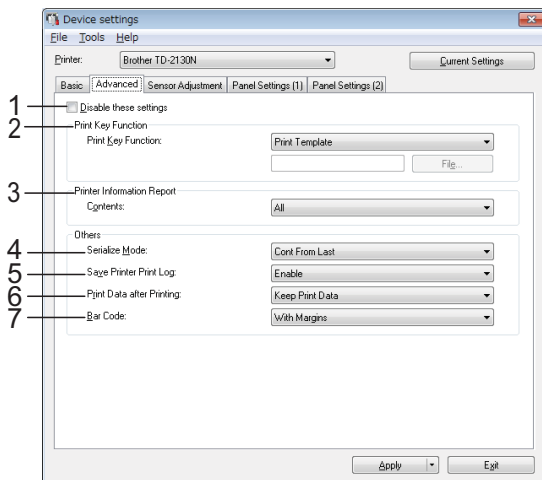 Device settings
File Tools Help
Printer: Brother TD-2130N Current Settings
Basic Advanced Sensor Adjustment Panel Settings (1) Panel Settings (2)
1 Disable these settings
2 Print Key Function
Print Key Function: Print Template
File...
3 Printer Information Report
Contents: All
Others
4 Serialize Mode: Cont From Last
5 Save Printer Print Log: Enable
6 Print Data after Printing: Keep Print Data
7 Bar Code: With Margins
Apply Exit